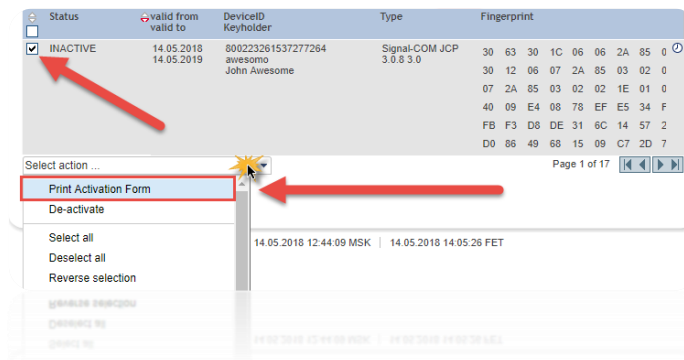 Status valid from DeviceID Type Fingerprint
valid to Keyholder
INACTIVE 14.05.2018 800223261537277264 Signal-COM JCP 30 63 30 1C 06 06 2A 85 0
14.05.2019 awesomo 3.0.8 3.0
John Awesome 30 12 06 07 2A 85 03 02 0
07 2A 85 03 02 02 1E 01 0
40 09 E4 08 78 EF E5 34 F
FB F3 D8 DE 31 6C 14 57 2
D0 86 49 68 15 09 C7 2D 7
Select action ... Page 1 of 17
Print Activation Form
De-activate
Select all 14.05.2018 12:44:09 MSK | 14.05.2018 14:05:26 FET
Deselect all
Reverse selection